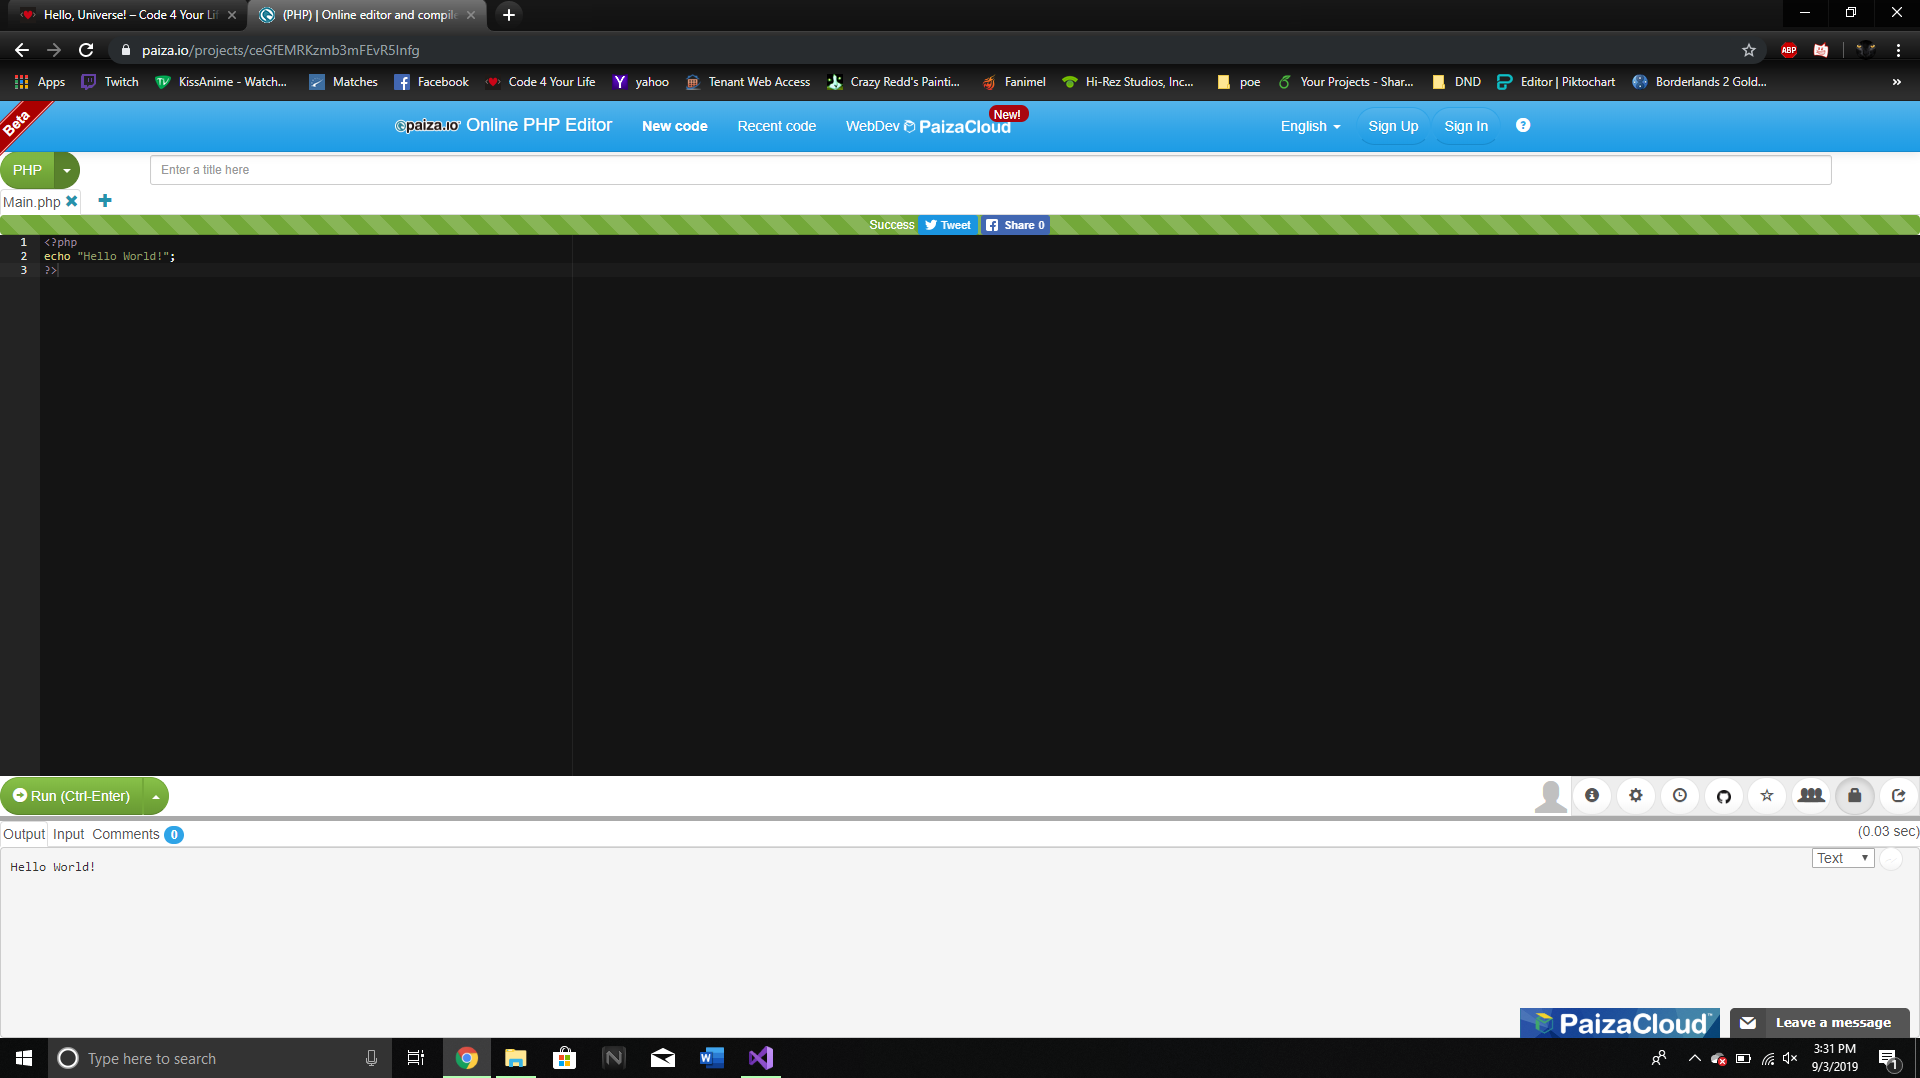 Hello, Universe! – Code 4 Your Li
(PHP) | Online editor and compile
paiza.io/projects/ceGfEMRKzmb3mFEvR5Infg
ABP
Apps
Twitch
KissAnime - Watch...
Matches
Facebook
Code 4 Your Life
yahoo
Tenant Web Access
Crazy Redd's Painti...
Fanimel
Hi-Rez Studios, Inc...
poe
Your Projects - Shar...
DND
Editor | Piktochart
Borderlands 2 Gold...
»
Beta
paiza.io Online PHP Editor
New code
Recent code
WebDev PaizaCloud
New!
English
Sign Up
Sign In
PHP
Enter a title here
Main.php
Success
Tweet
Share 0
1 <?php
2 echo "Hello World!";
3 ?>
Run (Ctrl-Enter)
Output
Input
Comments 0
(0.03 sec)
Hello World!
Text
PaizaCloud
Leave a message
Type here to search
3:31 PM
9/3/2019
1